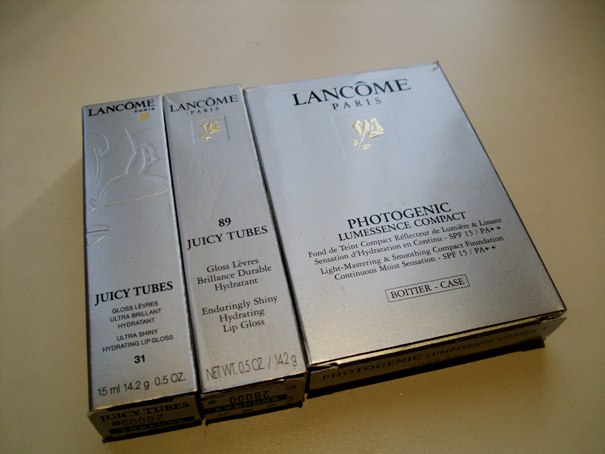 LANCÔME
PARIS
JUICY TUBES
GLOSS LÈVRES
ULTRA BRILLANT
HYDRATANT
ULTRA SHINY
HYDRATING LIP GLOSS
31
15 ml 14.2 g 0.5 OZ.
JUICY TUBES
LANCÔME
PARIS
89
JUICY TUBES
Gloss Lèvres
Brillance Durable
Hydratant
Enduringly Shiny
Hydrating
Lip Gloss
NET WT. 0.5 OZ. / 14.2 g
LANCÔME
PARIS
PHOTOGENIC
LUMESSENCE COMPACT
Fond de Teint Compact Réflecteur de Lumière & Lissant
Sensation d'Hydratation en Continu - SPF 15 / PA++
Light-Mastering & Smoothing Compact Foundation
Continuous Moist Sensation - SPF 15 / PA++
BOITIER - CASE
PHOTOGENIC LUMESSENCE COMPACT